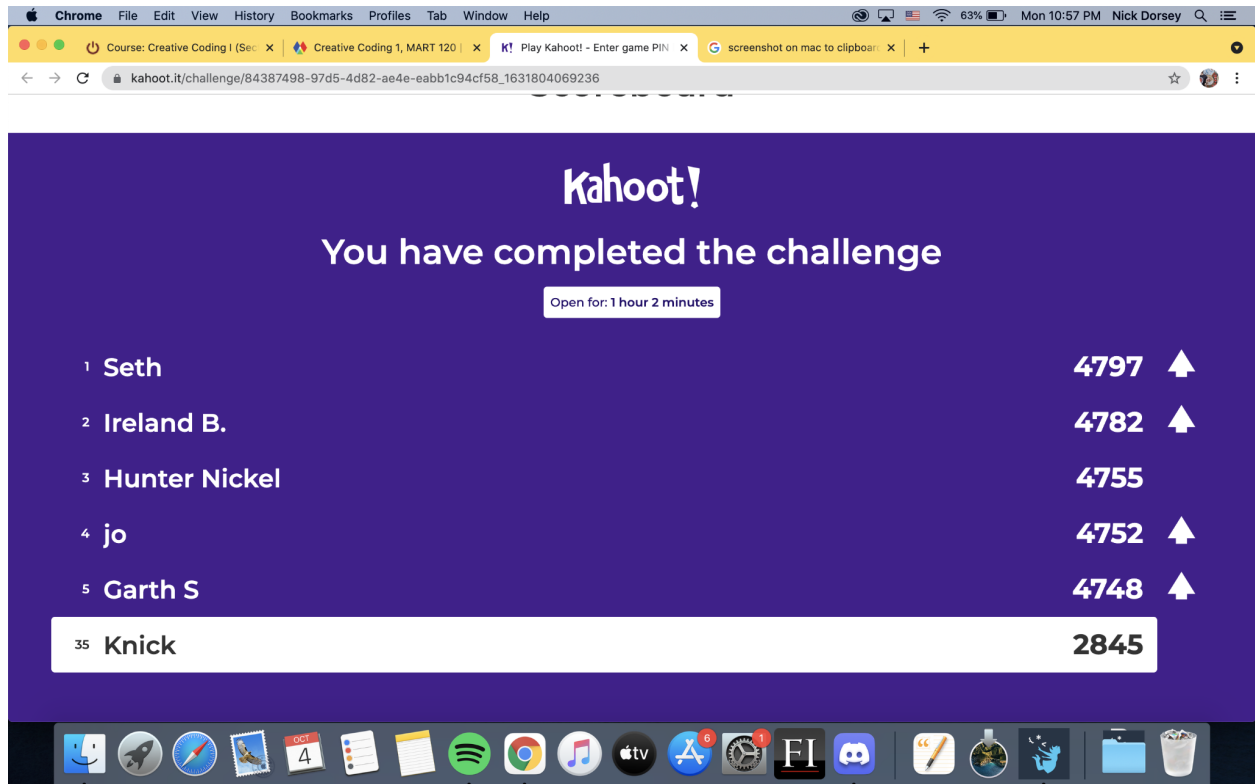 Chrome File Edit View History Bookmarks Profiles Tab Window Help 63% Mon 10:57 PM Nick Dorsey
Course: Creative Coding I (Sec Creative Coding 1, MART 120 | K! Play Kahoot! - Enter game PIN G screenshot on mac to clipboar +
kahoot.it/challenge/84387498-97d5-4d82-ae4e-eabb1c94cf58_1631804069236
Scoreboard
Kahoot!
You have completed the challenge
Open for: 1 hour 2 minutes
1 Seth 4797
2 Ireland B. 4782
3 Hunter Nickel 4755
4 jo 4752
5 Garth S 4748
35 Knick 2845
OCT 4 tv 6 1 FI